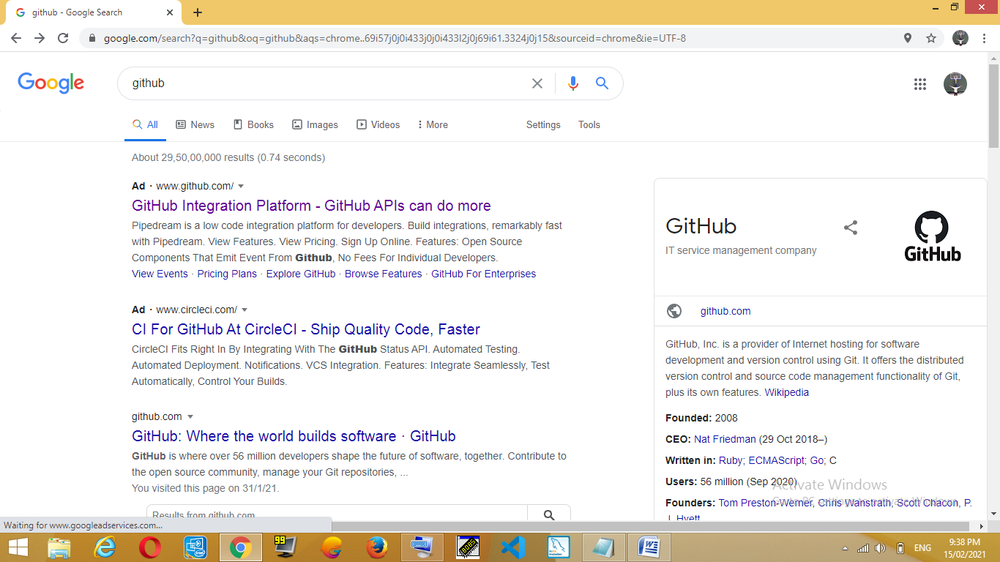 github - Google Search
google.com/search?q=github&oq=github&aqs=chrome..69i57j0j0i433j0j0i433l2j0j69i61.3324j0j15&sourceid=chrome&ie=UTF-8
Google
github
All News Books Images Videos More Settings Tools
About 29,50,00,000 results (0.74 seconds)
Ad · www.github.com/
GitHub Integration Platform - GitHub APIs can do more
Pipedream is a low code integration platform for developers. Build integrations, remarkably fast
with Pipedream. View Features. View Pricing. Sign Up Online. Features: Open Source
Components That Emit Event From Github, No Fees For Individual Developers.
View Events · Pricing Plans · Explore GitHub · Browse Features · GitHub For Enterprises
Ad · www.circleci.com/
CI For GitHub At CircleCI - Ship Quality Code, Faster
CircleCI Fits Right In By Integrating With The GitHub Status API. Automated Testing.
Automated Deployment. Notifications. VCS Integration. Features: Integrate Seamlessly, Test
Automatically, Control Your Builds.
github.com
GitHub: Where the world builds software · GitHub
GitHub is where over 56 million developers shape the future of software, together. Contribute to
the open source community, manage your Git repositories, ...
You visited this page on 31/1/21.
Results from github.com
GitHub
IT service management company
GitHub
github.com
GitHub, Inc. is a provider of Internet hosting for software
development and version control using Git. It offers the distributed
version control and source code management functionality of Git,
plus its own features. Wikipedia
Founded: 2008
CEO: Nat Friedman (29 Oct 2018–)
Written in: Ruby; ECMAScript; Go; C
Users: 56 million (Sep 2020)
Activate Windows
Go to PC settings to activate Windows.
Founders: Tom Preston-Werner, Chris Wanstrath, Scott Chacon, P.
J. Hyett
Waiting for www.googleadservices.com...
99
ENG
9:38 PM
15/02/2021